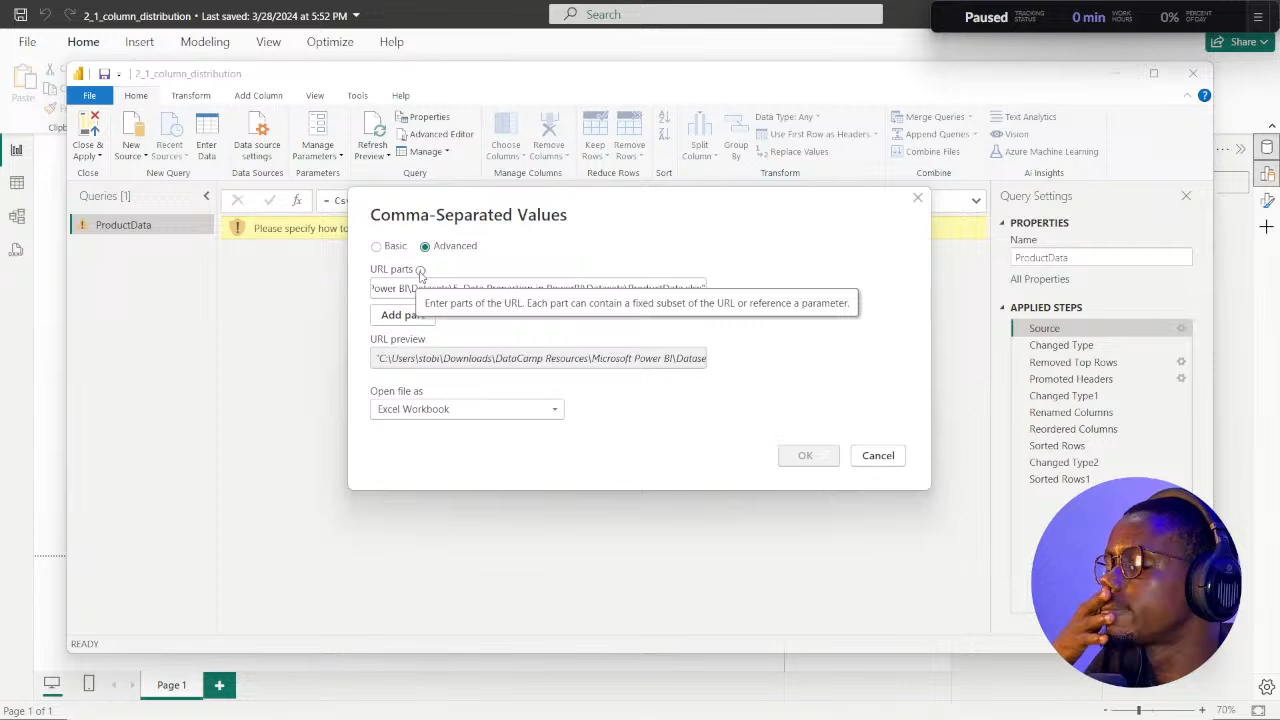 2_1_column_distribution • Last saved: 3/28/2024 at 8:52 PM
Search
Paused
TRACKING STATUS
0 min
WORK HOURS
0%
PERCENT OF DAY
File
Home
Insert
Modeling
View
Optimize
Help
Share
Paste
2_1_column_distribution
File
Home
Transform
Add Column
View
Tools
Help
Close &
Apply
New
Source
Recent
Sources
Enter
Data
Data source
settings
Manage
Parameters
Refresh
Preview
Properties
Advanced Editor
Manage
Choose
Columns
Remove
Columns
Keep
Rows
Remove
Rows
Split
Column
Group
By
Data Type: Any
Use First Row as Headers
Replace Values
Merge Queries
Append Queries
Combine Files
Text Analytics
Vision
Azure Machine Learning
Close
New Query
Data Sources
Parameters
Query
Manage Columns
Reduce Rows
Sort
Transform
Combine
AI Insights
Queries [1]
ProductData
Please specify how to
Comma-Separated Values
Basic
Advanced
URL parts
Enter parts of the URL. Each part can contain a fixed subset of the URL or reference a parameter.
URL preview
"C:\Users\stobi\Downloads\DataCamp Resources\Microsoft Power BI\Datase
Open file as
Excel Workbook
OK
Cancel
Query Settings
PROPERTIES
Name
ProductData
All Properties
APPLIED STEPS
Source
Changed Type
Removed Top Rows
Promoted Headers
Changed Type1
Renamed Columns
Reordered Columns
Sorted Rows
Changed Type2
Sorted Rows1
READY
Page 1
Page 1 of 1
70%